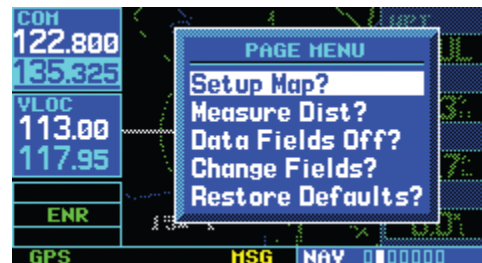 COM
122.800
135.325
VLOC
113.00
117.95
ENR
GPS
PAGE MENU
Setup Map?
Measure Dist?
Data Fields Off?
Change Fields?
Restore Defaults?
MSG
NAV